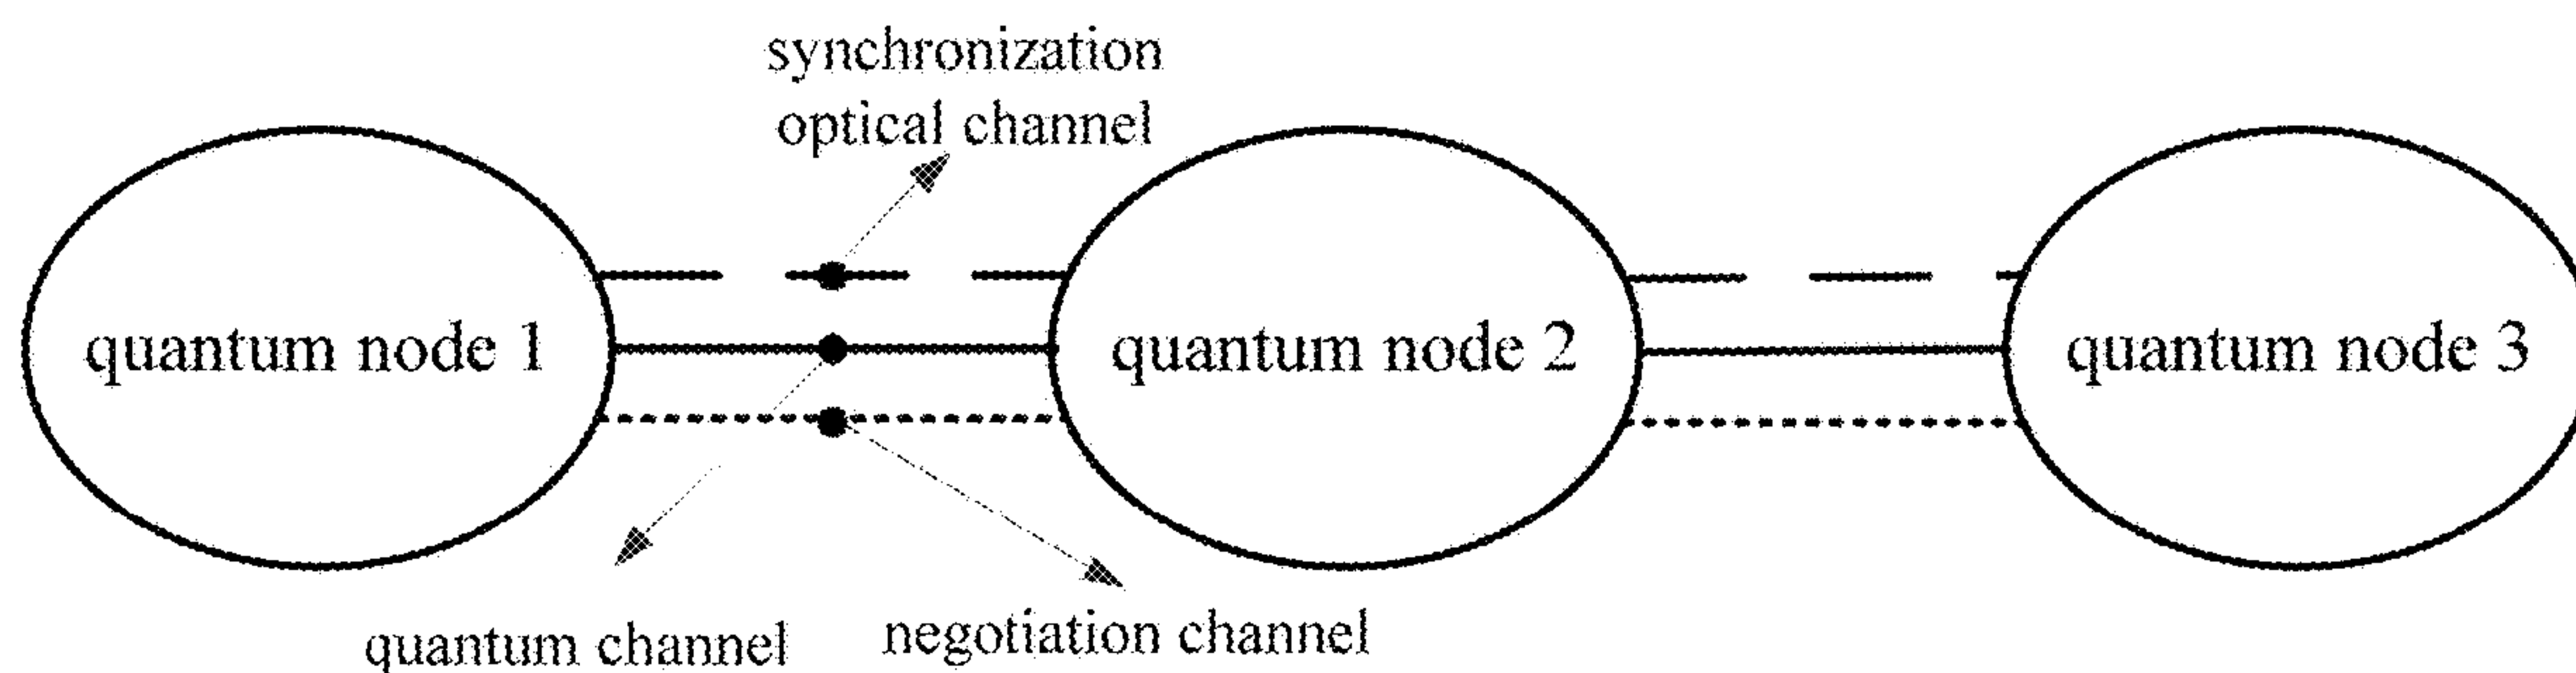 synchronization
optical channel
quantum node 1
quantum node 2
quantum node 3
quantum channel
negotiation channel